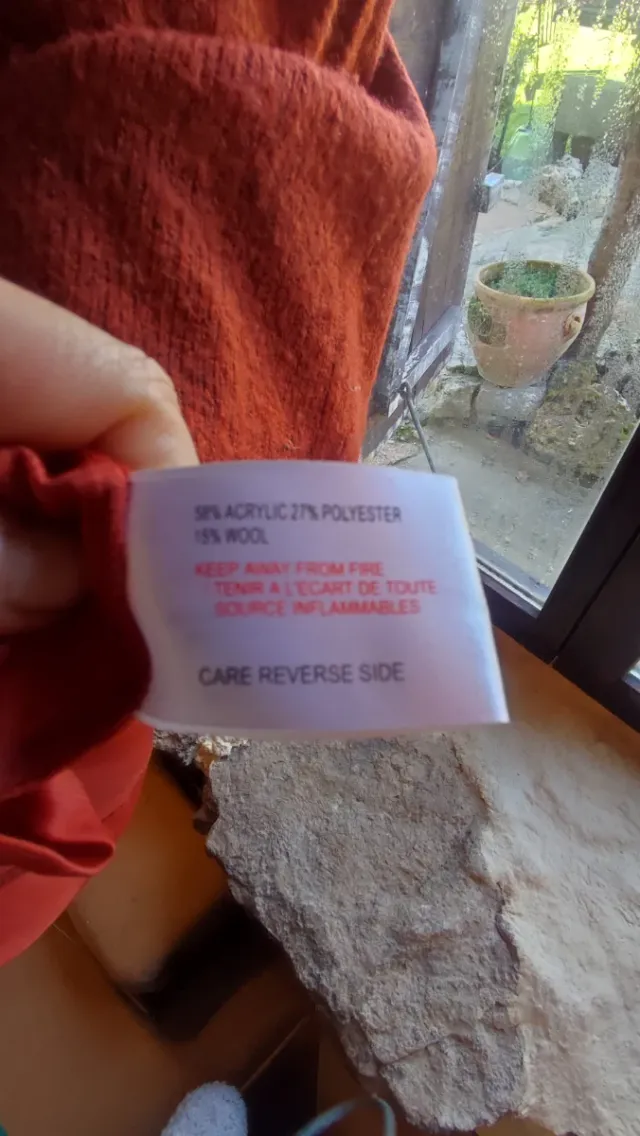 58% ACRYLIC 27% POLYESTER
15% WOOL
KEEP AWAY FROM FIRE
TENIR A L'ECART DE TOUTE
SOURCE INFLAMMABLES
CARE REVERSE SIDE